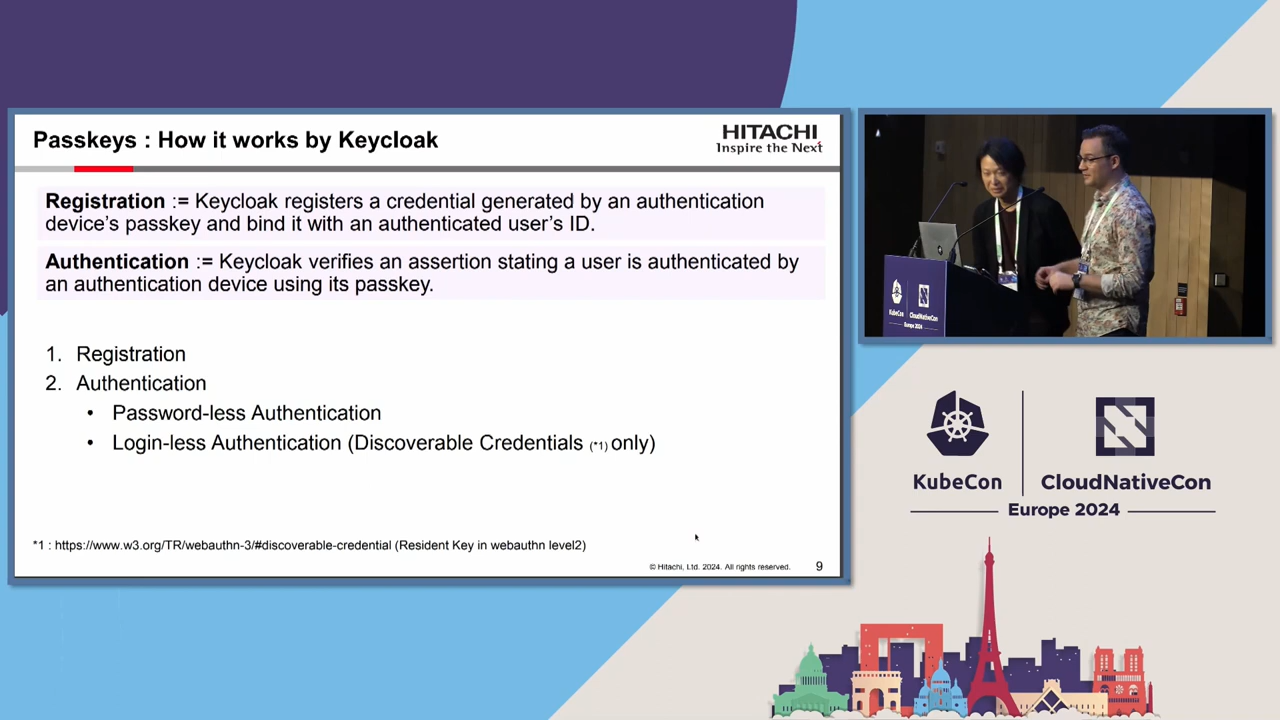 Passkeys : How it works by Keycloak
HITACHI
Inspire the Next
Registration := Keycloak registers a credential generated by an authentication
device's passkey and bind it with an authenticated user's ID.
Authentication := Keycloak verifies an assertion stating a user is authenticated by
an authentication device using its passkey.
1. Registration
2. Authentication
• Password-less Authentication
• Login-less Authentication (Discoverable Credentials (*1) only)
*1 : https://www.w3.org/TR/webauthn-3/#discoverable-credential (Resident Key in webauthn level2)
© Hitachi, Ltd. 2024. All rights reserved.
9
KubeCon
CloudNativeCon
Europe 2024
KubeCon
CloudNativeCon
Europe 2024